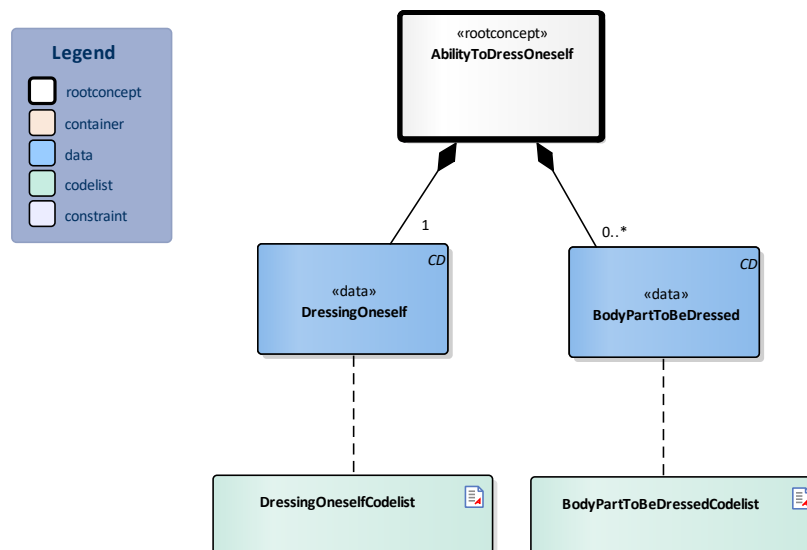 «rootconcept»
AbilityToDressOneself
Legend
rootconcept
container
data
codelist
constraint
1
0..*
CD
«data»
DressingOneself
CD
«data»
BodyPartToBeDressed
DressingOneselfCodelist
BodyPartToBeDressedCodelist